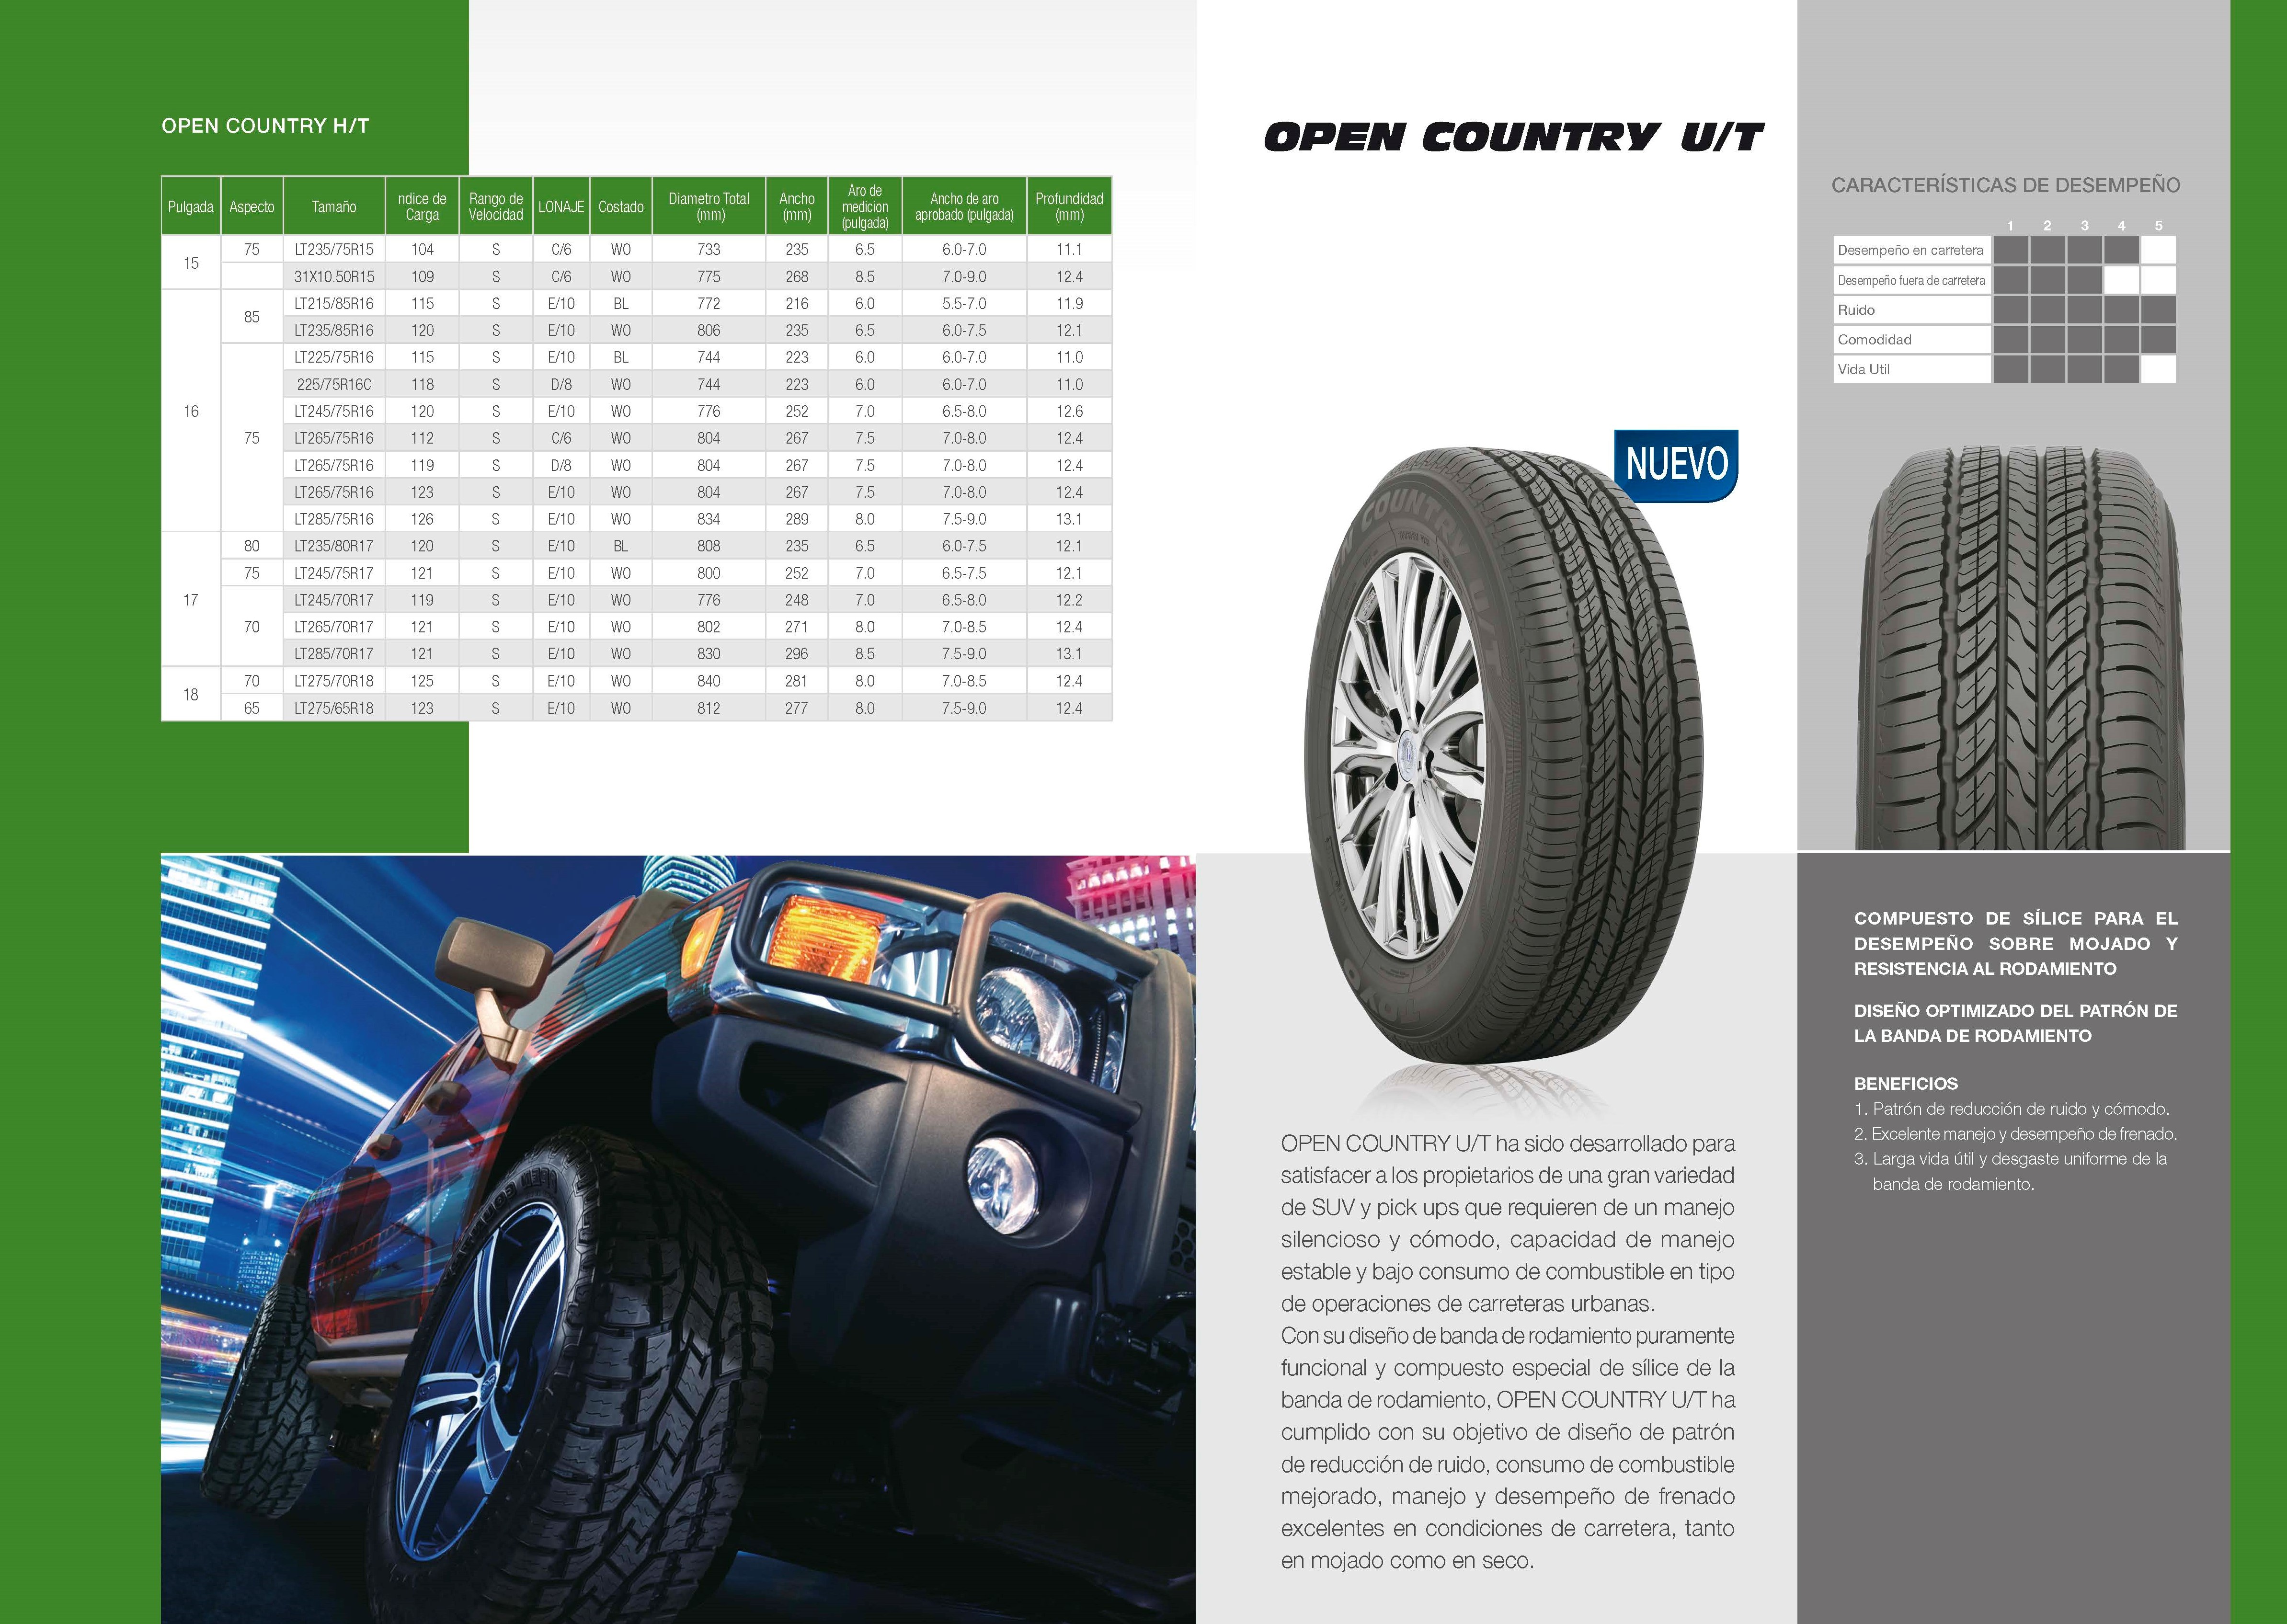 OPEN COUNTRY H/T
Pulgada Aspecto Tamaño ndice de Carga Rango de Velocidad LONAJE Costado Diametro Total (mm) Ancho (mm) Aro de medicion (pulgada) Ancho de aro aprobado (pulgada) Profundidad (mm)
15 75 LT235/75R15 104 S C/6 WO 733 235 6.5 6.0-7.0 11.1
31X10.50R15 109 S C/6 WO 775 268 8.5 7.0-9.0 12.4
16 85 LT215/85R16 115 S E/10 BL 772 216 6.0 5.5-7.0 11.9
LT235/85R16 120 S E/10 WO 806 235 6.5 6.0-7.5 12.1
75 LT225/75R16 115 S E/10 BL 744 223 6.0 6.0-7.0 11.0
225/75R16C 118 S D/8 WO 744 223 6.0 6.0-7.0 11.0
LT245/75R16 120 S E/10 WO 776 252 7.0 6.5-8.0 12.6
LT265/75R16 112 S C/6 WO 804 267 7.5 7.0-8.0 12.4
LT265/75R16 119 S D/8 WO 804 267 7.5 7.0-8.0 12.4
LT265/75R16 123 S E/10 WO 804 267 7.5 7.0-8.0 12.4
LT285/75R16 126 S E/10 WO 834 289 8.0 7.5-9.0 13.1
17 80 LT235/80R17 120 S E/10 BL 808 235 6.5 6.0-7.5 12.1
75 LT245/75R17 121 S E/10 WO 800 252 7.0 6.5-7.5 12.1
70 LT245/70R17 119 S E/10 WO 776 248 7.0 6.5-8.0 12.2
LT265/70R17 121 S E/10 WO 802 271 8.0 7.0-8.5 12.4
LT285/70R17 121 S E/10 WO 830 296 8.5 7.5-9.0 13.1
18 70 LT275/70R18 125 S E/10 WO 840 281 8.0 7.0-8.5 12.4
65 LT275/65R18 123 S E/10 WO 812 277 8.0 7.5-9.0 12.4
OPEN COUNTRY U/T
NUEVO
COUNTRY U/T
TOYO
OPEN COUNTRY U/T ha sido desarrollado para
satisfacer a los propietarios de una gran variedad
de SUV y pick ups que requieren de un manejo
silencioso y cómodo, capacidad de manejo
estable y bajo consumo de combustible en tipo
de operaciones de carreteras urbanas.
Con su diseño de banda de rodamiento puramente
funcional y compuesto especial de sílice de la
banda de rodamiento, OPEN COUNTRY U/T ha
cumplido con su objetivo de diseño de patrón
de reducción de ruido, consumo de combustible
mejorado, manejo y desempeño de frenado
excelentes en condiciones de carretera, tanto
en mojado como en seco.
CARACTERÍSTICAS DE DESEMPEÑO
1 2 3 4 5
Desempeño en carretera
Desempeño fuera de carretera
Ruido
Comodidad
Vida Util
COMPUESTO DE SÍLICE PARA EL
DESEMPEÑO SOBRE MOJADO Y
RESISTENCIA AL RODAMIENTO
DISEÑO OPTIMIZADO DEL PATRÓN DE
LA BANDA DE RODAMIENTO
BENEFICIOS
1. Patrón de reducción de ruido y cómodo.
2. Excelente manejo y desempeño de frenado.
3. Larga vida útil y desgaste uniforme de la
banda de rodamiento.